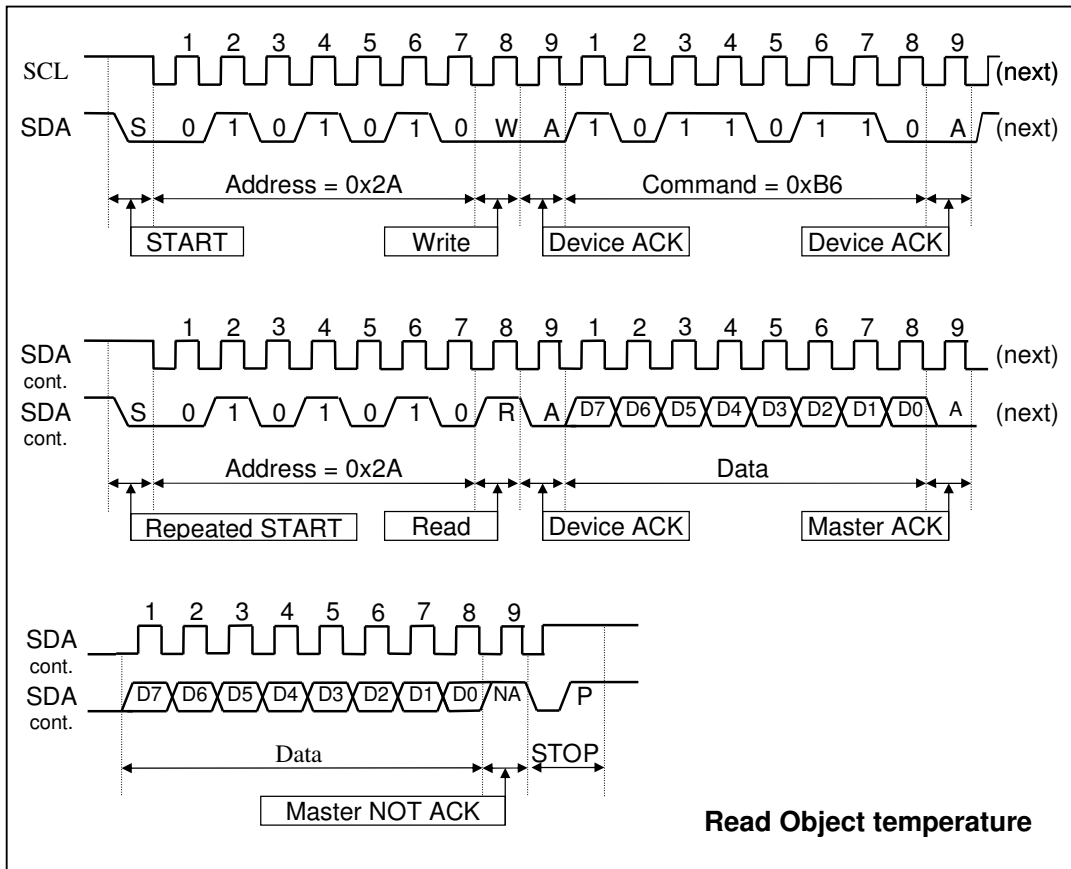 1 2 3 4 5 6 7 8 9 1 2 3 4 5 6 7 8 9
SCL (next)
SDA S 0 1 0 1 0 1 0 W A 1 0 1 1 0 1 1 0 A (next)
Address = 0x2A Command = 0xB6
START Write Device ACK Device ACK
1 2 3 4 5 6 7 8 9 1 2 3 4 5 6 7 8 9
SDA (next)
cont.
SDA S 0 1 0 1 0 1 0 R A D7 D6 D5 D4 D3 D2 D1 D0 A (next)
cont.
Address = 0x2A Data
Repeated START Read Device ACK Master ACK
1 2 3 4 5 6 7 8 9
SDA
cont.
SDA D7 D6 D5 D4 D3 D2 D1 D0 NA P
cont.
Data STOP
Master NOT ACK
Read Object temperature